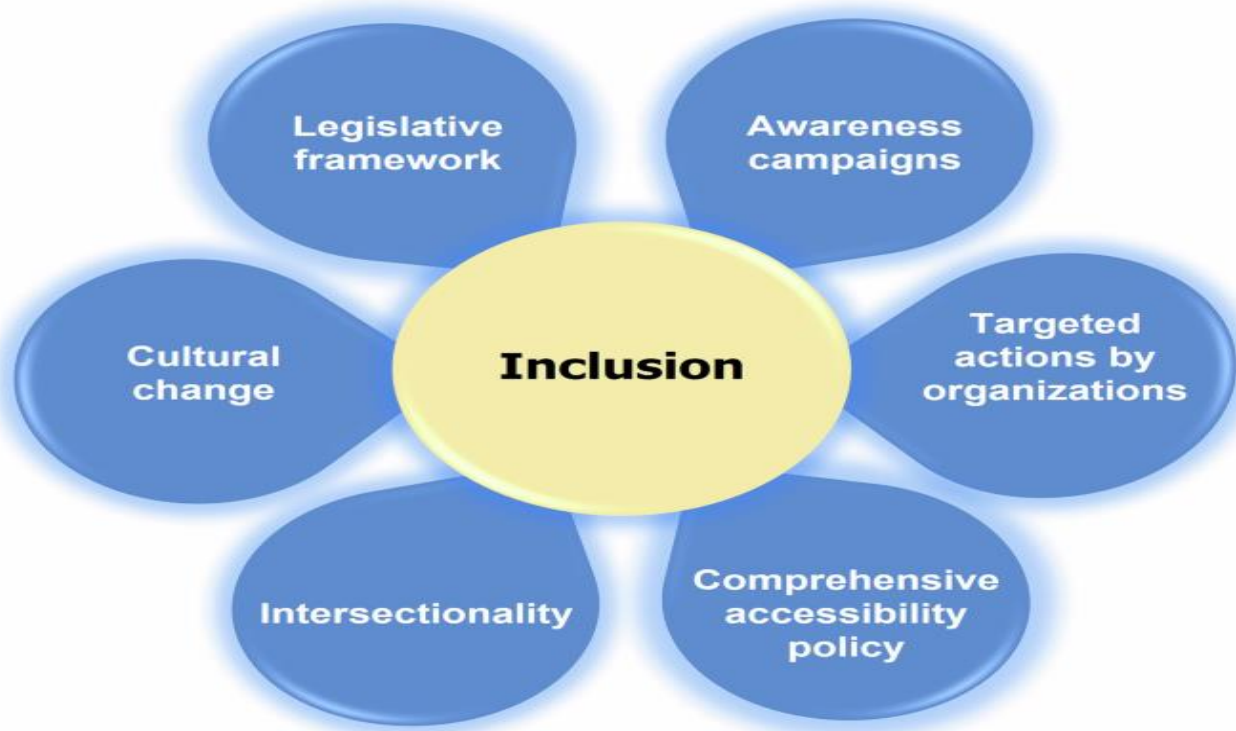 Legislative
framework
Awareness
campaigns
Cultural
change
Inclusion
Targeted
actions by
organizations
Intersectionality
Comprehensive
accessibility
policy